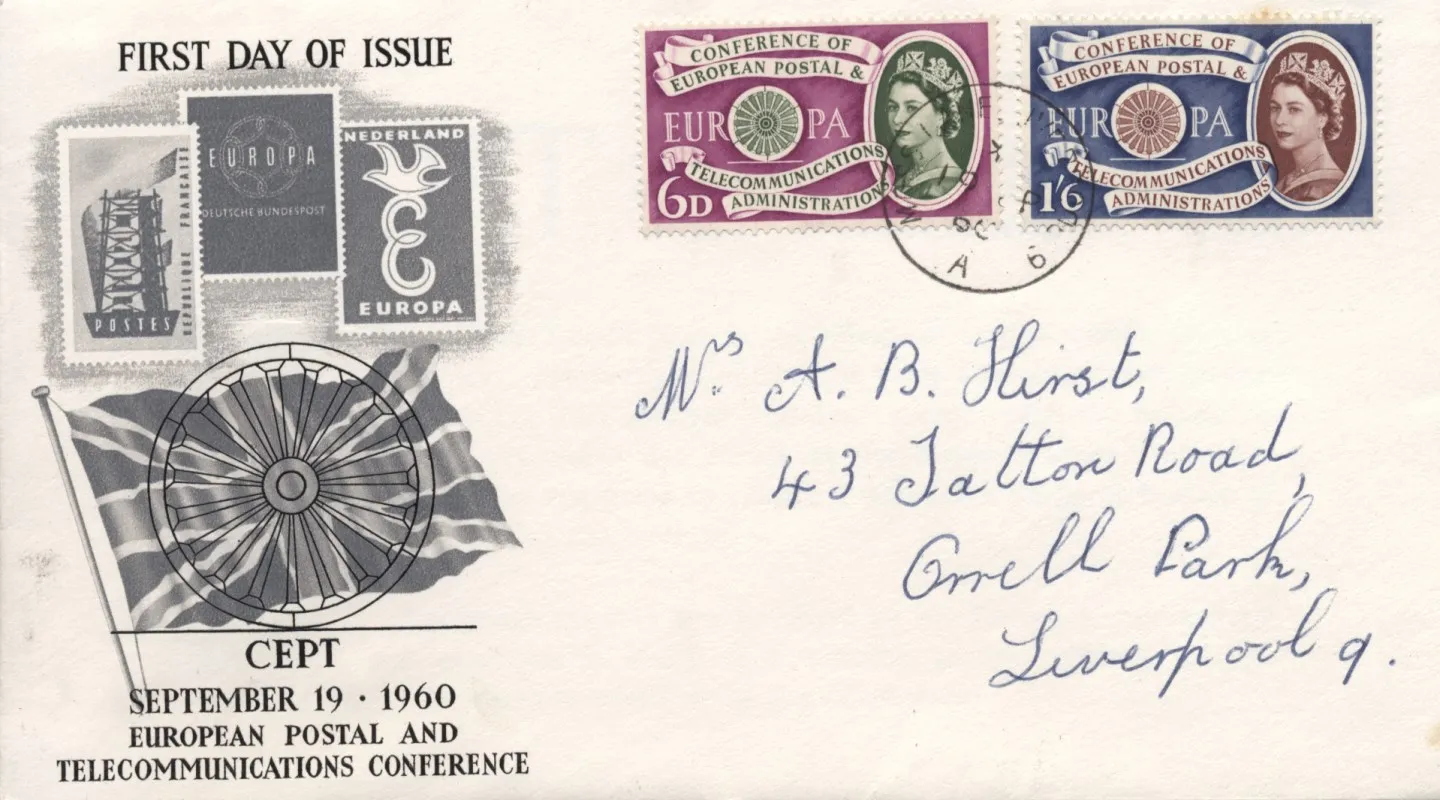 FIRST DAY OF ISSUE
REPUBLIQUE FRANCAISE
POSTES
EUROPA
DEUTSCHE BUNDESPOST
NEDERLAND
EUROPA
CEPT
SEPTEMBER 19 · 1960
EUROPEAN POSTAL AND
TELECOMMUNICATIONS CONFERENCE
CONFERENCE OF
EUROPEAN POSTAL &
EUROPA
TELECOMMUNICATIONS
ADMINISTRATIONS
6D
CONFERENCE OF
EUROPEAN POSTAL &
EUROPA
TELECOMMUNICATIONS
ADMINISTRATIONS
1'6
Mrs A. B. Hirst,
43 Tatton Road,
Orrell Park,
Liverpool 9.